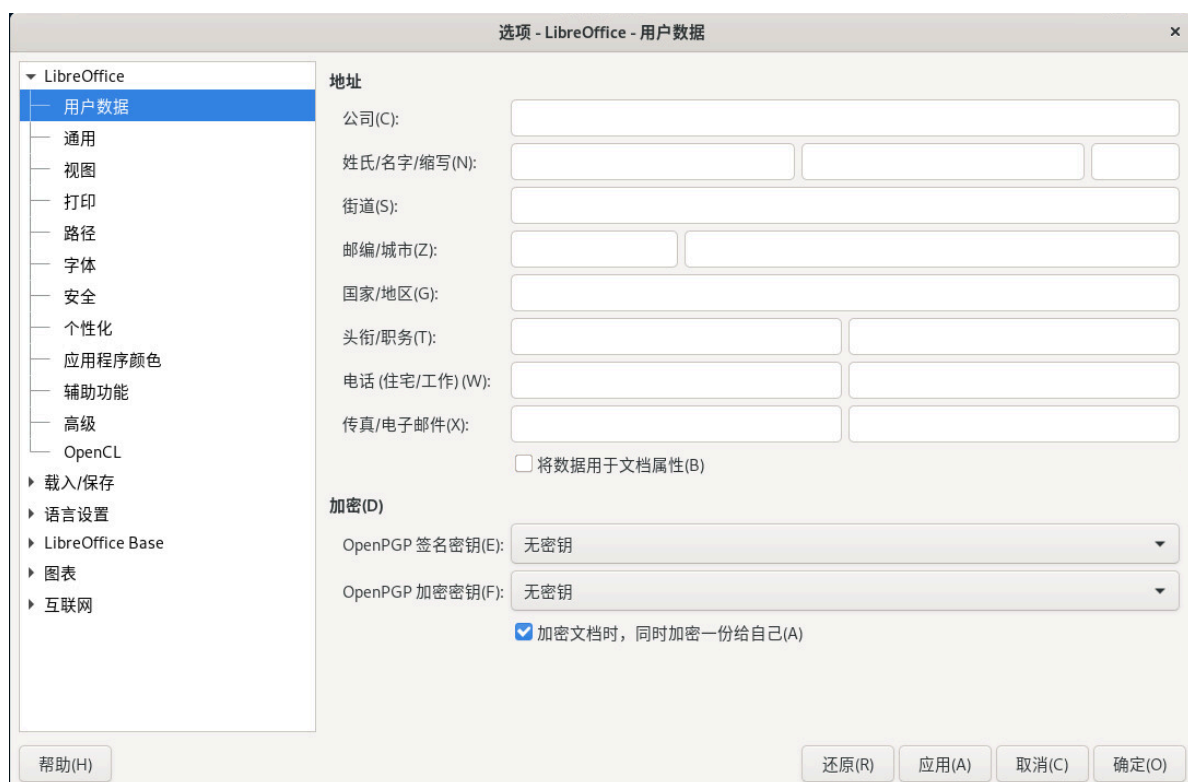 选项 - LibreOffice - 用户数据
×
LibreOffice
用户数据
通用
视图
打印
路径
字体
安全
个性化
应用程序颜色
辅助功能
高级
OpenCL
载入/保存
语言设置
LibreOffice Base
图表
互联网
地址
公司(C):
姓氏/名字/缩写(N):
街道(S):
邮编/城市(Z):
国家/地区(G):
头衔/职务(T):
电话 (住宅/工作) (W):
传真/电子邮件(X):
将数据用于文档属性(B)
加密(D)
OpenPGP 签名密钥(E): 无密钥
OpenPGP 加密密钥(F): 无密钥
加密文档时，同时加密一份给自己(A)
帮助(H) 还原(R) 应用(A) 取消(C) 确定(O)